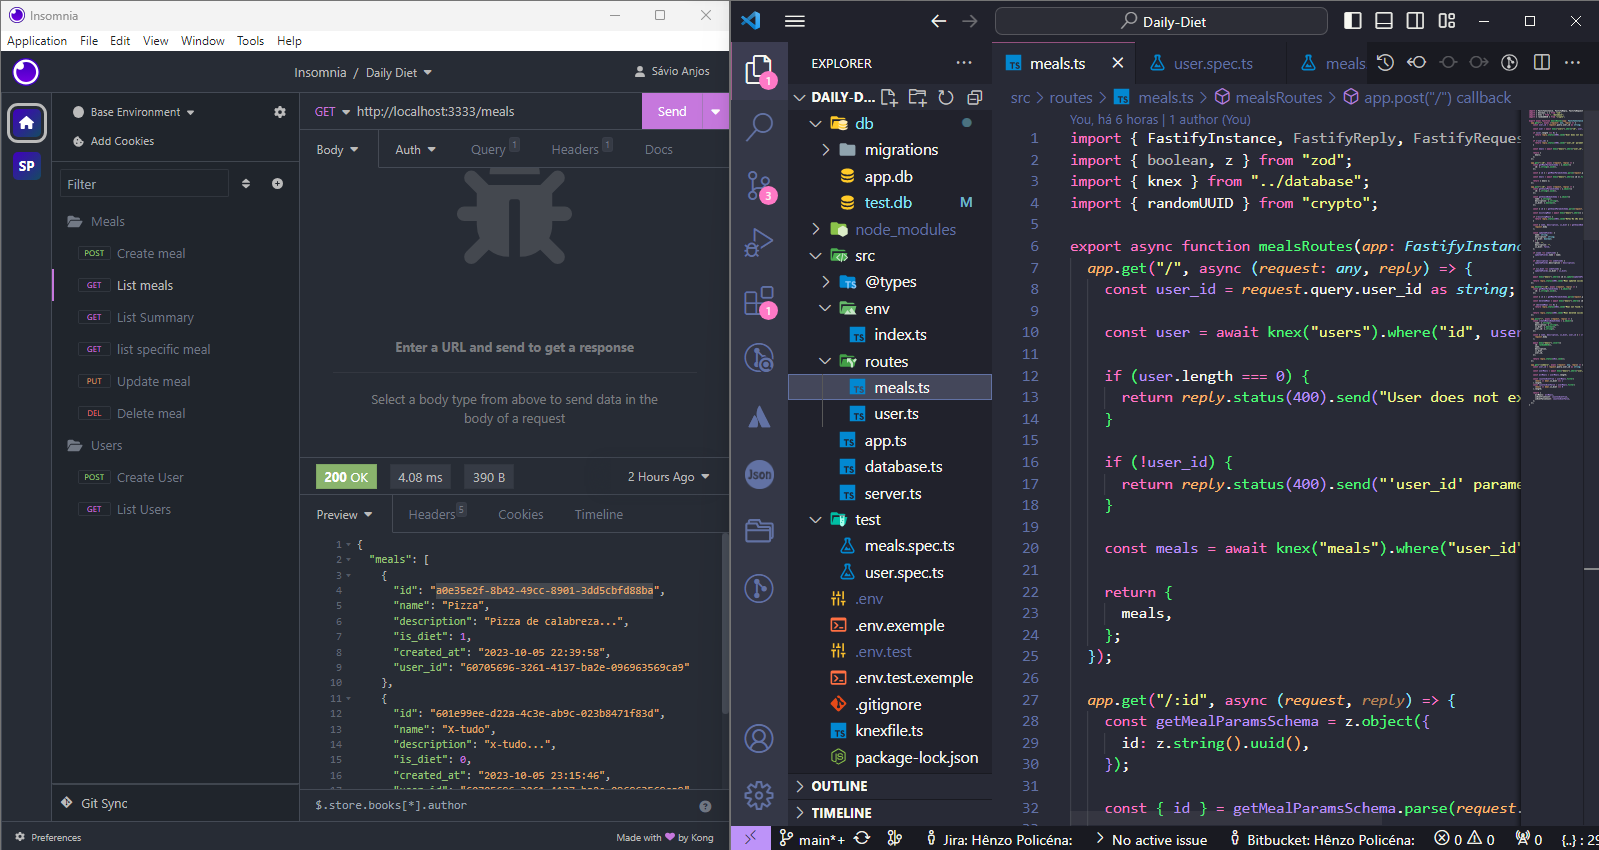 Insomnia
Application File Edit View Window Tools Help
Insomnia / Daily Diet
Sávio Anjos
SP
Base Environment
Add Cookies
Filter
Meals
POST Create meal
GET List meals
GET List Summary
GET list specific meal
PUT Update meal
DEL Delete meal
Users
POST Create User
GET List Users
Git Sync
Preferences
GET http://localhost:3333/meals Send
Body Auth Query 1 Headers 1 Docs
Enter a URL and send to get a response
Select a body type from above to send data in the
body of a request
200 OK 4.08 ms 390 B 2 Hours Ago
Preview Headers 5 Cookies Timeline
1 {
2 "meals": [
3 {
4 "id": "a0e35e2f-8b42-49cc-8901-3dd5cbfd88ba",
5 "name": "Pizza",
6 "description": "Pizza de calabreza...",
7 "is_diet": 1,
8 "created_at": "2023-10-05 22:39:58",
9 "user_id": "60705696-3261-4137-ba2e-096963569ca9"
10 },
11 {
12 "id": "601e99ee-d22a-4c3e-ab9c-023b8471f83d",
13 "name": "X-tudo",
14 "description": "x-tudo...",
15 "is_diet": 0,
16 "created_at": "2023-10-05 23:15:46",
$.store.books[*].author
Made with by Kong
Daily-Diet
1
3
1
Json
EXPLORER
DAILY-D...
db
migrations
app.db
test.db M
node_modules
src
@types
env
index.ts
routes
meals.ts
user.ts
app.ts
database.ts
server.ts
test
meals.spec.ts
user.spec.ts
.env
.env.exemple
.env.test
.env.test.exemple
.gitignore
knexfile.ts
package-lock.json
OUTLINE
TIMELINE
meals.ts user.spec.ts meals
src > routes > meals.ts > mealsRoutes > app.post("/") callback
You, há 6 horas | 1 author (You)
1 import { FastifyInstance, FastifyReply, FastifyReques
2 import { boolean, z } from "zod";
3 import { knex } from "../database";
4 import { randomUUID } from "crypto";
5
6 export async function mealsRoutes(app: FastifyInstanc
7 app.get("/", async (request: any, reply) => {
8 const user_id = request.query.user_id as string;
9
10 const user = await knex("users").where("id", user
11
12 if (user.length === 0) {
13 return reply.status(400).send("User does not ex
14 }
15
16 if (!user_id) {
17 return reply.status(400).send("'user_id' parame
18 }
19
20 const meals = await knex("meals").where("user_id"
21
22 return {
23 meals,
24 };
25 });
26
27 app.get("/:id", async (request, reply) => {
28 const getMealParamsSchema = z.object({
29 id: z.string().uuid(),
30 });
31
32 const { id } = getMealParamsSchema.parse(request.
main*+ Jira: Hênzo Policéna: No active issue Bitbucket: Hênzo Policéna: 0 0 0 {..} : 29